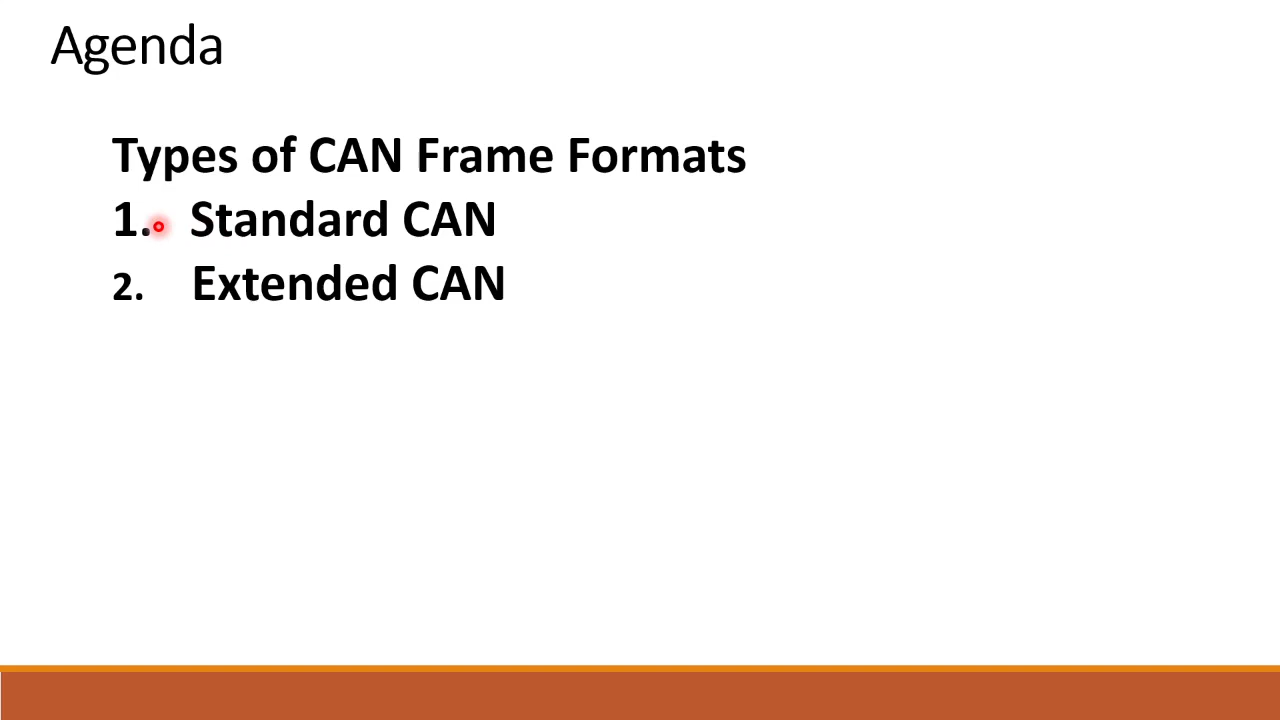 Agenda
Types of CAN Frame Formats
1. Standard CAN
2. Extended CAN